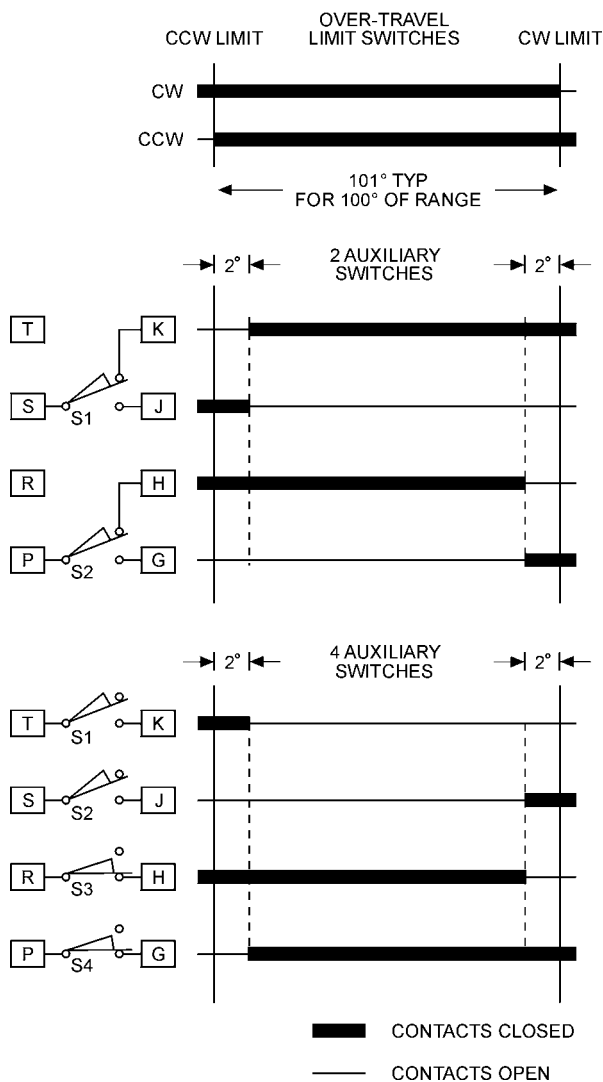 OVER-TRAVEL
CCW LIMIT LIMIT SWITCHES CW LIMIT
CW
CCW
101° TYP
FOR 100° OF RANGE
2° 2 AUXILIARY 2°
SWITCHES
T K
S S1 J
R H
P S2 G
2° 4 AUXILIARY 2°
SWITCHES
T S1 K
S S2 J
R S3 H
P S4 G
CONTACTS CLOSED
CONTACTS OPEN